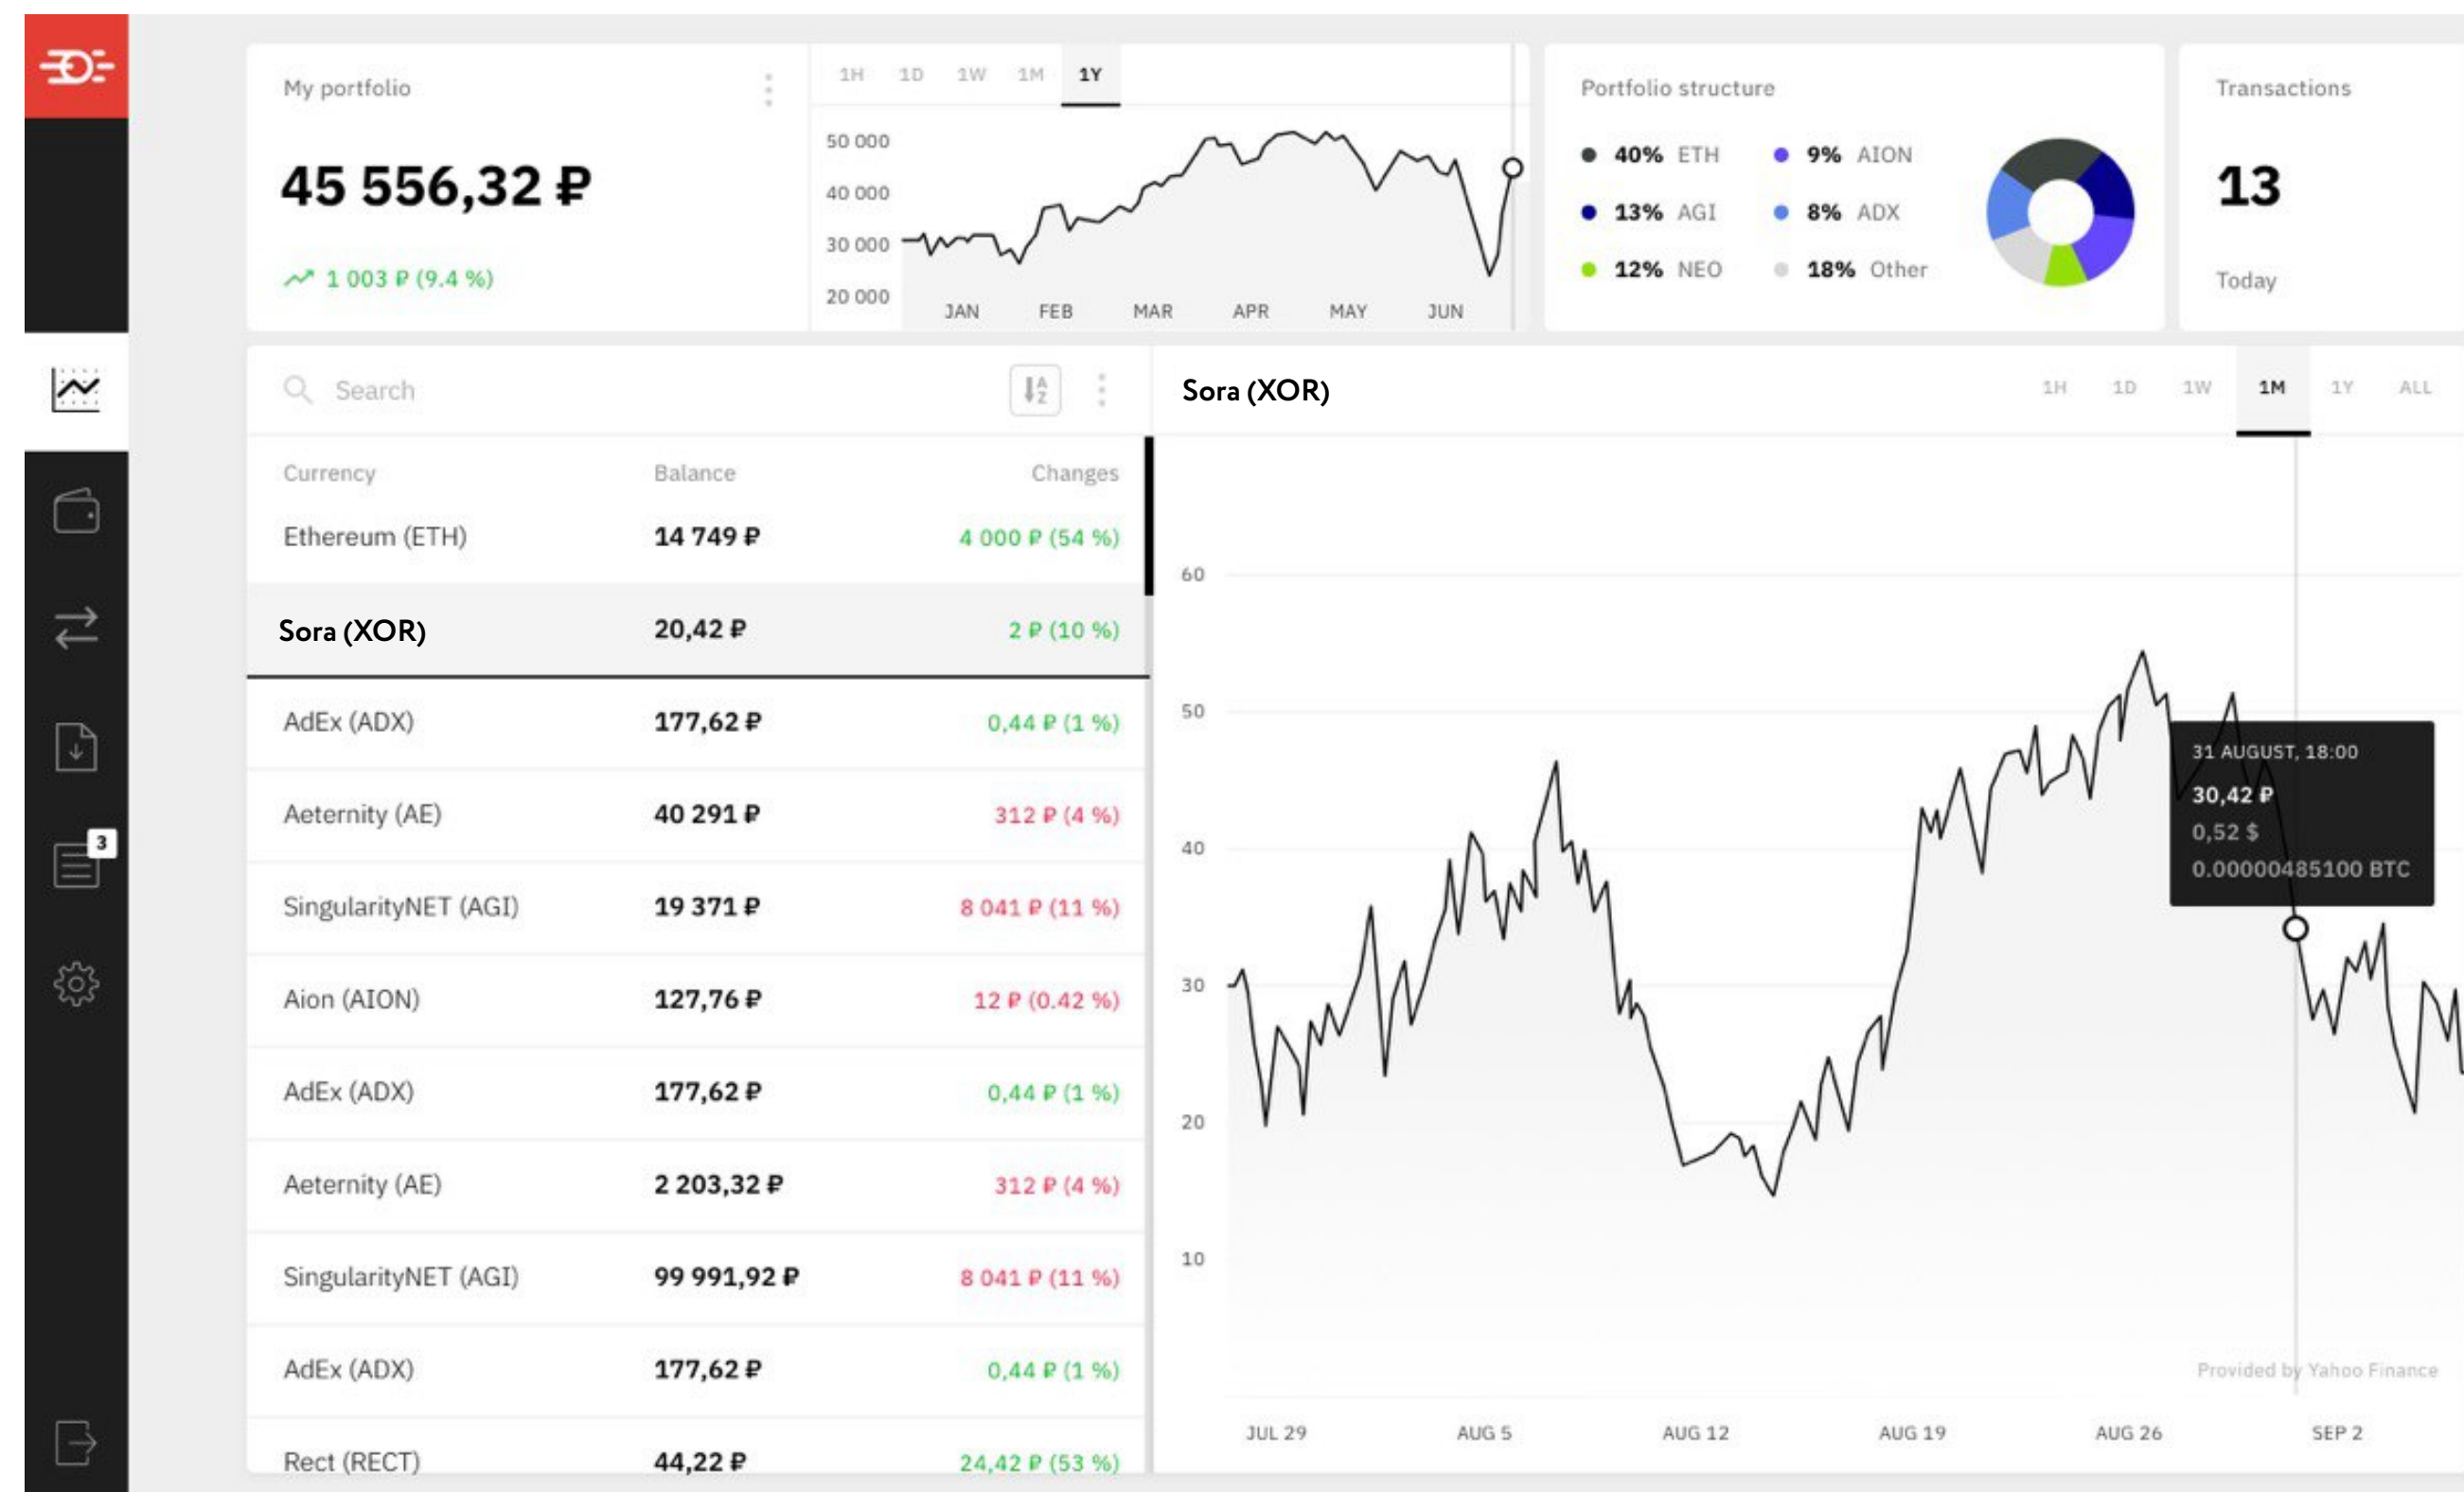 My portfolio
45 556,32 ₽
1 003 ₽ (9.4 %)
1H 1D 1W 1M 1Y
50 000
40 000
30 000
20 000
JAN FEB MAR APR MAY JUN
Portfolio structure
40% ETH 9% AION
13% AGI 8% ADX
12% NEO 18% Other
Transactions
13
Today
Search
A
Z
Currency Balance Changes
Ethereum (ETH) 14 749 ₽ 4 000 ₽ (54 %)
Sora (XOR) 20,42 ₽ 2 ₽ (10 %)
AdEx (ADX) 177,62 ₽ 0,44 ₽ (1 %)
Aeternity (AE) 40 291 ₽ 312 ₽ (4 %)
SingularityNET (AGI) 19 371 ₽ 8 041 ₽ (11 %)
Aion (AION) 127,76 ₽ 12 ₽ (0.42 %)
AdEx (ADX) 177,62 ₽ 0,44 ₽ (1 %)
Aeternity (AE) 2 203,32 ₽ 312 ₽ (4 %)
SingularityNET (AGI) 99 991,92 ₽ 8 041 ₽ (11 %)
AdEx (ADX) 177,62 ₽ 0,44 ₽ (1 %)
Rect (RECT) 44,22 ₽ 24,42 ₽ (53 %)
3
Sora (XOR)
1H 1D 1W 1M 1Y ALL
60
50
40
30
20
10
31 AUGUST, 18:00
30,42 ₽
0,52 $
0.00000485100 BTC
Provided by Yahoo Finance
JUL 29 AUG 5 AUG 12 AUG 19 AUG 26 SEP 2